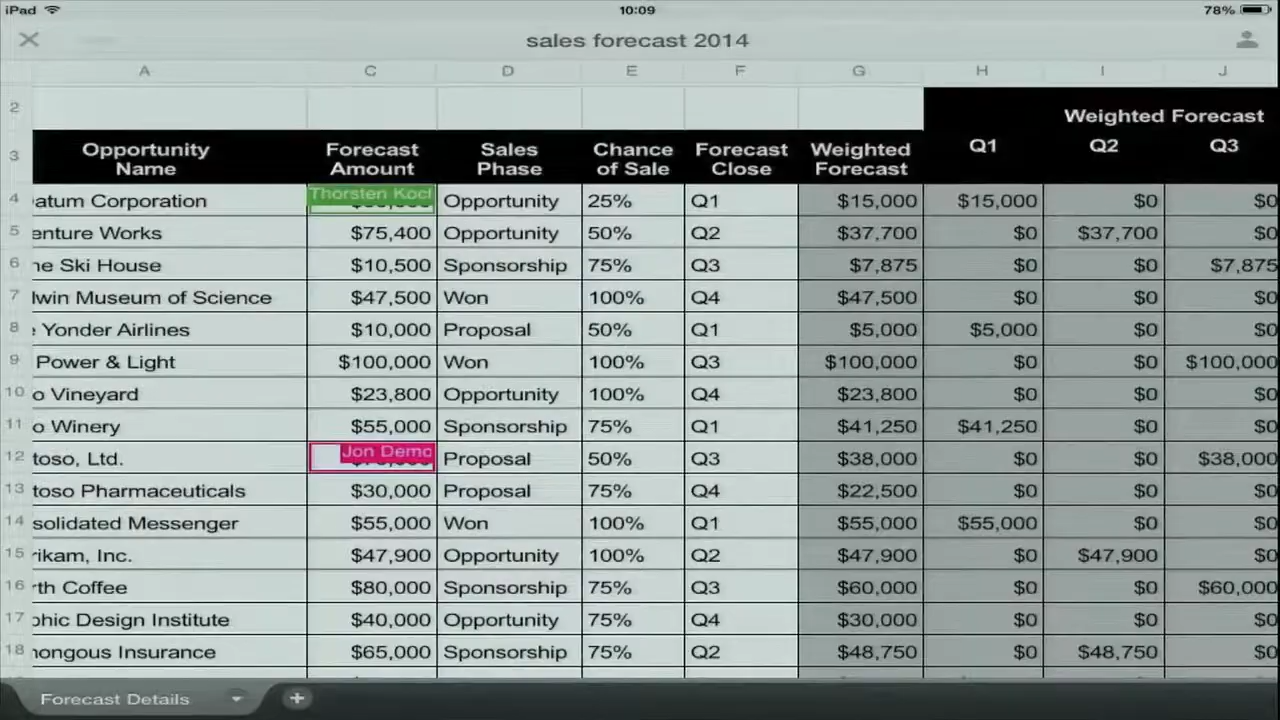 iPad 10:09 78%
sales forecast 2014
A C D E F G H I J
2 Weighted Forecast
3 Opportunity Name Forecast Amount Sales Phase Chance of Sale Forecast Close Weighted Forecast Q1 Q2 Q3
4 atum Corporation Thorsten Koch Opportunity 25% Q1 $15,000 $15,000 $0 $0
5 enture Works $75,400 Opportunity 50% Q2 $37,700 $0 $37,700 $0
6 ne Ski House $10,500 Sponsorship 75% Q3 $7,875 $0 $0 $7,875
7 lwin Museum of Science $47,500 Won 100% Q4 $47,500 $0 $0 $0
8 Yonder Airlines $10,000 Proposal 50% Q1 $5,000 $5,000 $0 $0
9 Power & Light $100,000 Won 100% Q3 $100,000 $0 $0 $100,000
10 o Vineyard $23,800 Opportunity 100% Q4 $23,800 $0 $0 $0
11 o Winery $55,000 Sponsorship 75% Q1 $41,250 $41,250 $0 $0
12 toso, Ltd. Jon Demo Proposal 50% Q3 $38,000 $0 $0 $38,000
13 toso Pharmaceuticals $30,000 Proposal 75% Q4 $22,500 $0 $0 $0
14 solidated Messenger $55,000 Won 100% Q1 $55,000 $55,000 $0 $0
15 rikam, Inc. $47,900 Opportunity 100% Q2 $47,900 $0 $47,900 $0
16 rth Coffee $80,000 Sponsorship 75% Q3 $60,000 $0 $0 $60,000
17 phic Design Institute $40,000 Opportunity 75% Q4 $30,000 $0 $0 $0
18 nongous Insurance $65,000 Sponsorship 75% Q2 $48,750 $0 $48,750 $0
Forecast Details